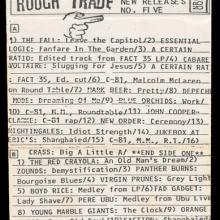 ROUGH TRADE
NEW RELEASES
NO. FIVE
1) THE FALL: Leave the Capitol/2) ESSENTIAL
LOGIC: Fanfare In The Garden/3) A CERTAIN
RATIO: Edited track from FACT 35 LP/4) CABARE
VOLTAIRE: Slugging For Jesus/5) A CERTAIN RATI
: FACT 35, Ed. cut/6) C-81, Malcolm McLaren
on Round Table/7) MARK BEER: Pretty/8) DEPECHE
MODE: Dreaming Of Me/9) BLUE ORCHIDS: Work/
10) C-81, M.M., Roundtable/11) JOHN COOPER-
CLARKE: C-81 rap/12) NEW ORDER: Ceremony/13)
NIGHTINGALES: Idiot Strength/14/ JUKEBOX AT
ERIC'S: Shangbaied/15) C-81, M.M., R.T./16)
CRASS: Big A Little A/ *END SIDE ONE**
1) THE RED CRAYOLA: An Old Man's Dream/2)
ZOUNDS: Demystification/3) PANTHER BURNS:
Bourgeoise Blues/4) VIRGIN PRUNES: Grey Light
5) BOYD RICE: Medley from LP/6) FAD GADGET:
Lady Shave/7) PERE UBU: Medley from Ubu Live
8) YOUNG MARBLE GIANTS: The Clock/9) ORANGE